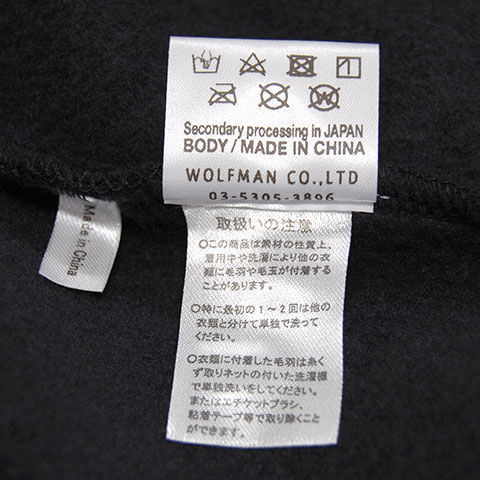 Secondary processing in JAPAN
BODY/MADE IN CHINA
WOLFMAN CO.,LTD
03-5305-3896
取扱いの注意
○この商品は素材の性質上、
着用中や洗濯により他の衣
類に毛羽や毛玉が付着する
ことがあります。
○特に最初の1～2回は他の
衣類と分けて単独で洗って
ください。
○衣類に付着した毛羽は糸く
ず取りネットの付いた洗濯機
で単独洗いをしてください。
またはエチケットブラシ、
粘着テープ等で取り除くこと
ができます。
Made in
China